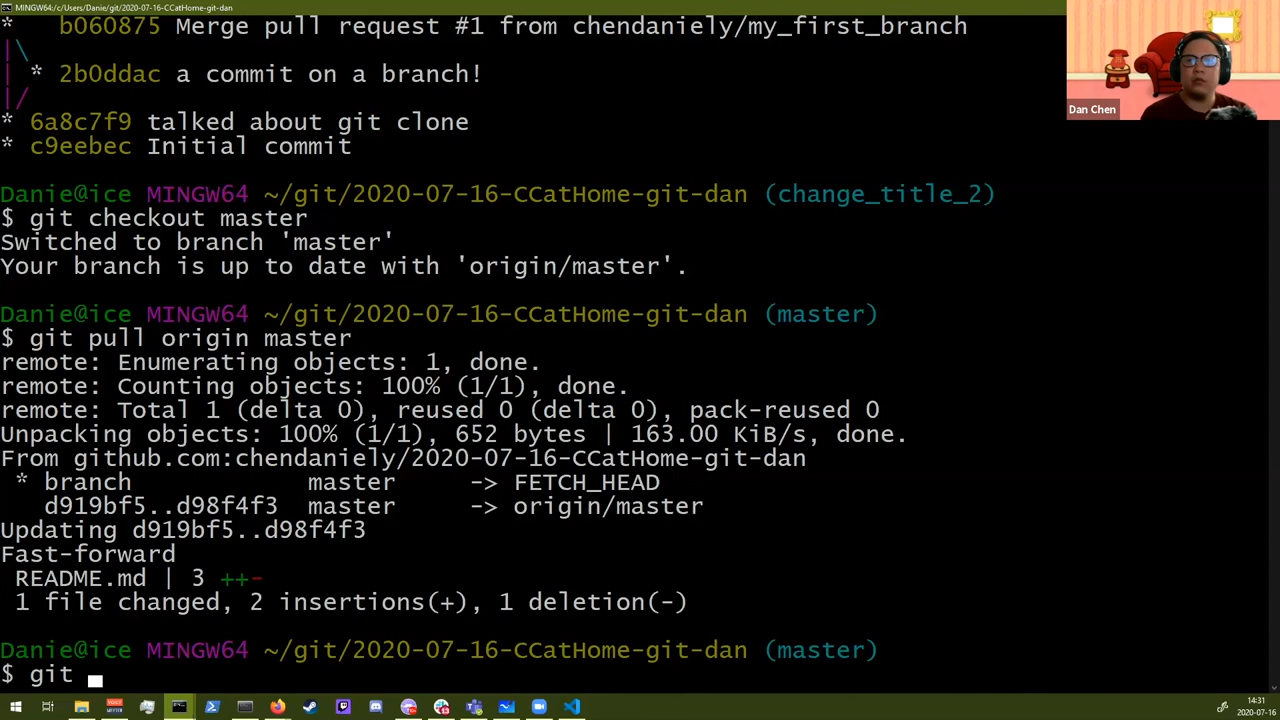 MINGW64:/c/Users/Danie/git/2020-07-16-CCatHome-git-dan
b060875 Merge pull request #1 from chendaniely/my_first_branch
|\
| * 2b0ddac a commit on a branch!
|/
* 6a8c7f9 talked about git clone
* c9eebec Initial commit
Dan Chen
Danie@ice MINGW64 ~/git/2020-07-16-CCatHome-git-dan (change_title_2)
$ git checkout master
Switched to branch 'master'
Your branch is up to date with 'origin/master'.
Danie@ice MINGW64 ~/git/2020-07-16-CCatHome-git-dan (master)
$ git pull origin master
remote: Enumerating objects: 1, done.
remote: Counting objects: 100% (1/1), done.
remote: Total 1 (delta 0), reused 0 (delta 0), pack-reused 0
Unpacking objects: 100% (1/1), 652 bytes | 163.00 KiB/s, done.
From github.com:chendaniely/2020-07-16-CCatHome-git-dan
* branch master -> FETCH_HEAD
d919bf5..d98f4f3 master -> origin/master
Updating d919bf5..d98f4f3
Fast-forward
README.md | 3 ++-
1 file changed, 2 insertions(+), 1 deletion(-)
Danie@ice MINGW64 ~/git/2020-07-16-CCatHome-git-dan (master)
$ git
14:31
2020-07-16